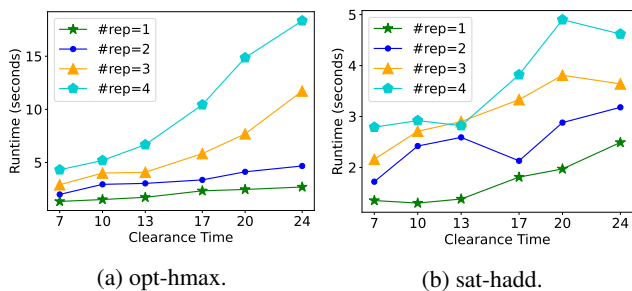 #rep=1
#rep=2
#rep=3
#rep=4
15
10
5
Runtime (seconds)
7 10 13 17 20 24
Clearance Time
(a) opt-hmax.
#rep=1
#rep=2
#rep=3
#rep=4
5
4
3
2
Runtime (seconds)
7 10 13 17 20 24
Clearance Time
(b) sat-hadd.